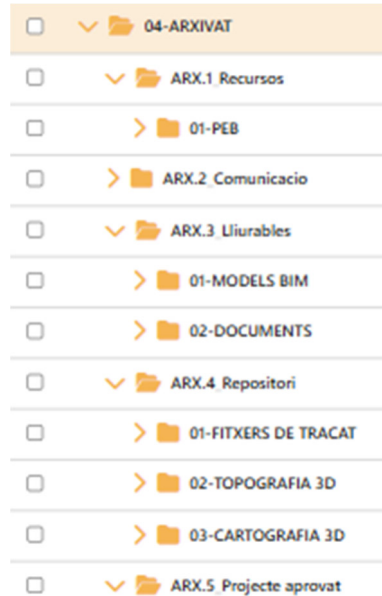 04-ARXIVAT
ARX.1_Recursos
01-PEB
ARX.2_Comunicacio
ARX.3_Lliurables
01-MODELS BIM
02-DOCUMENTS
ARX.4_Repositori
01-FITXERS DE TRACAT
02-TOPOGRAFIA 3D
03-CARTOGRAFIA 3D
ARX.5_Projecte aprovat